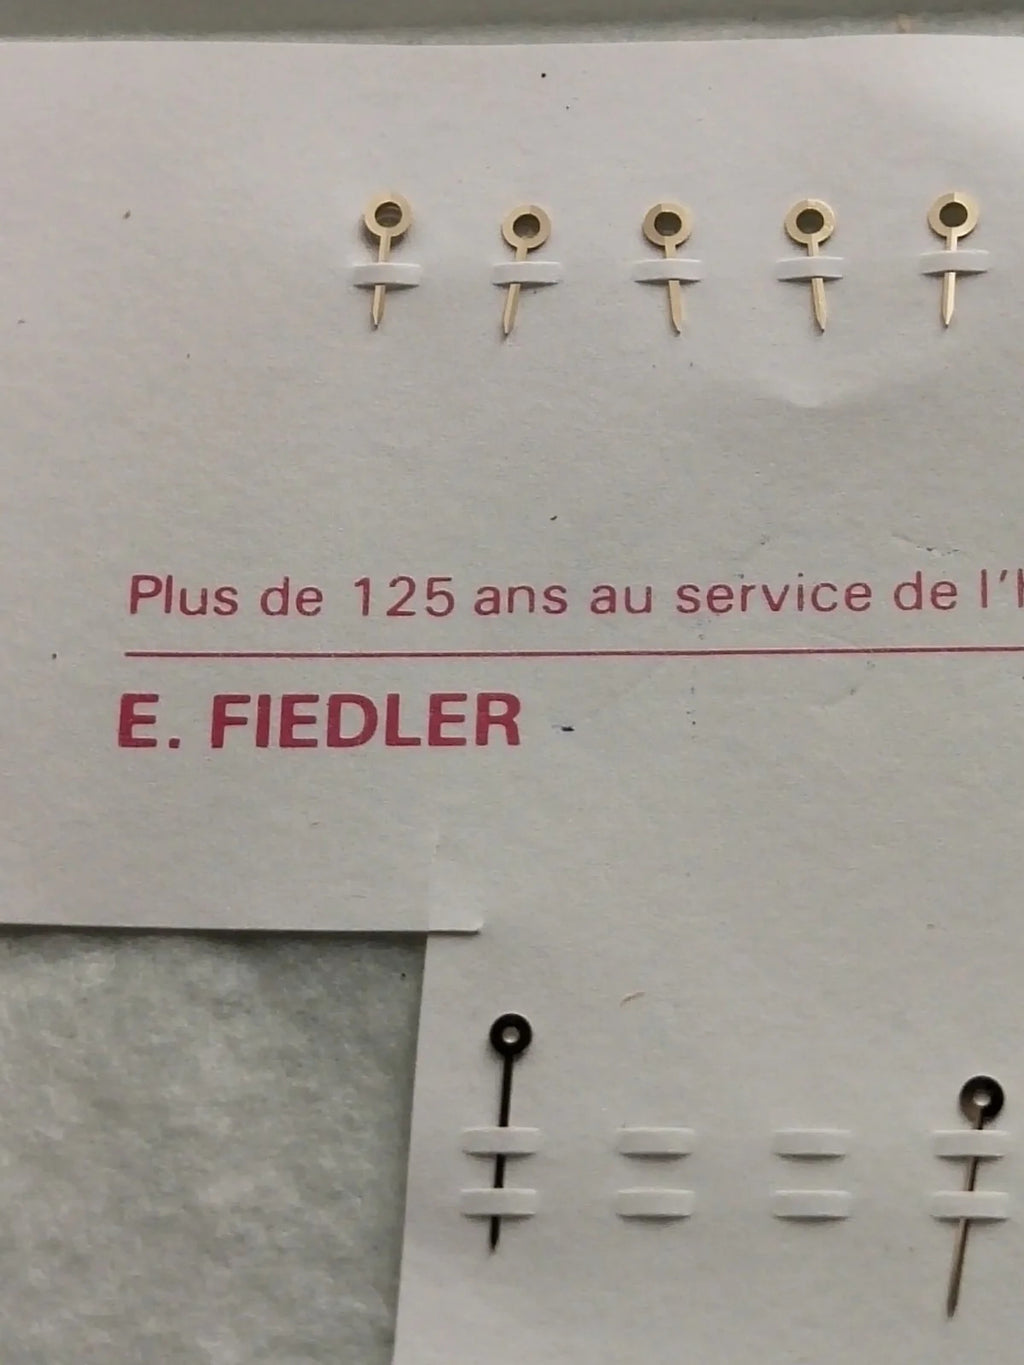 Plus de 125 ans au service de
E. FIEDLER